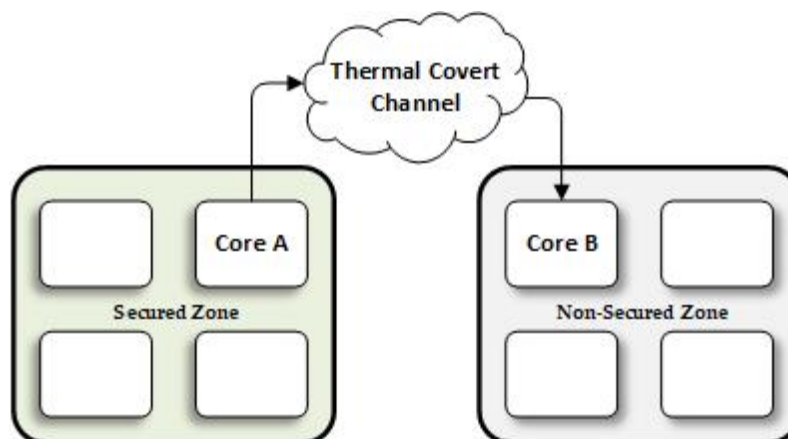 Thermal Covert
Channel
Core A
Core B
Secured Zone
Non-Secured Zone